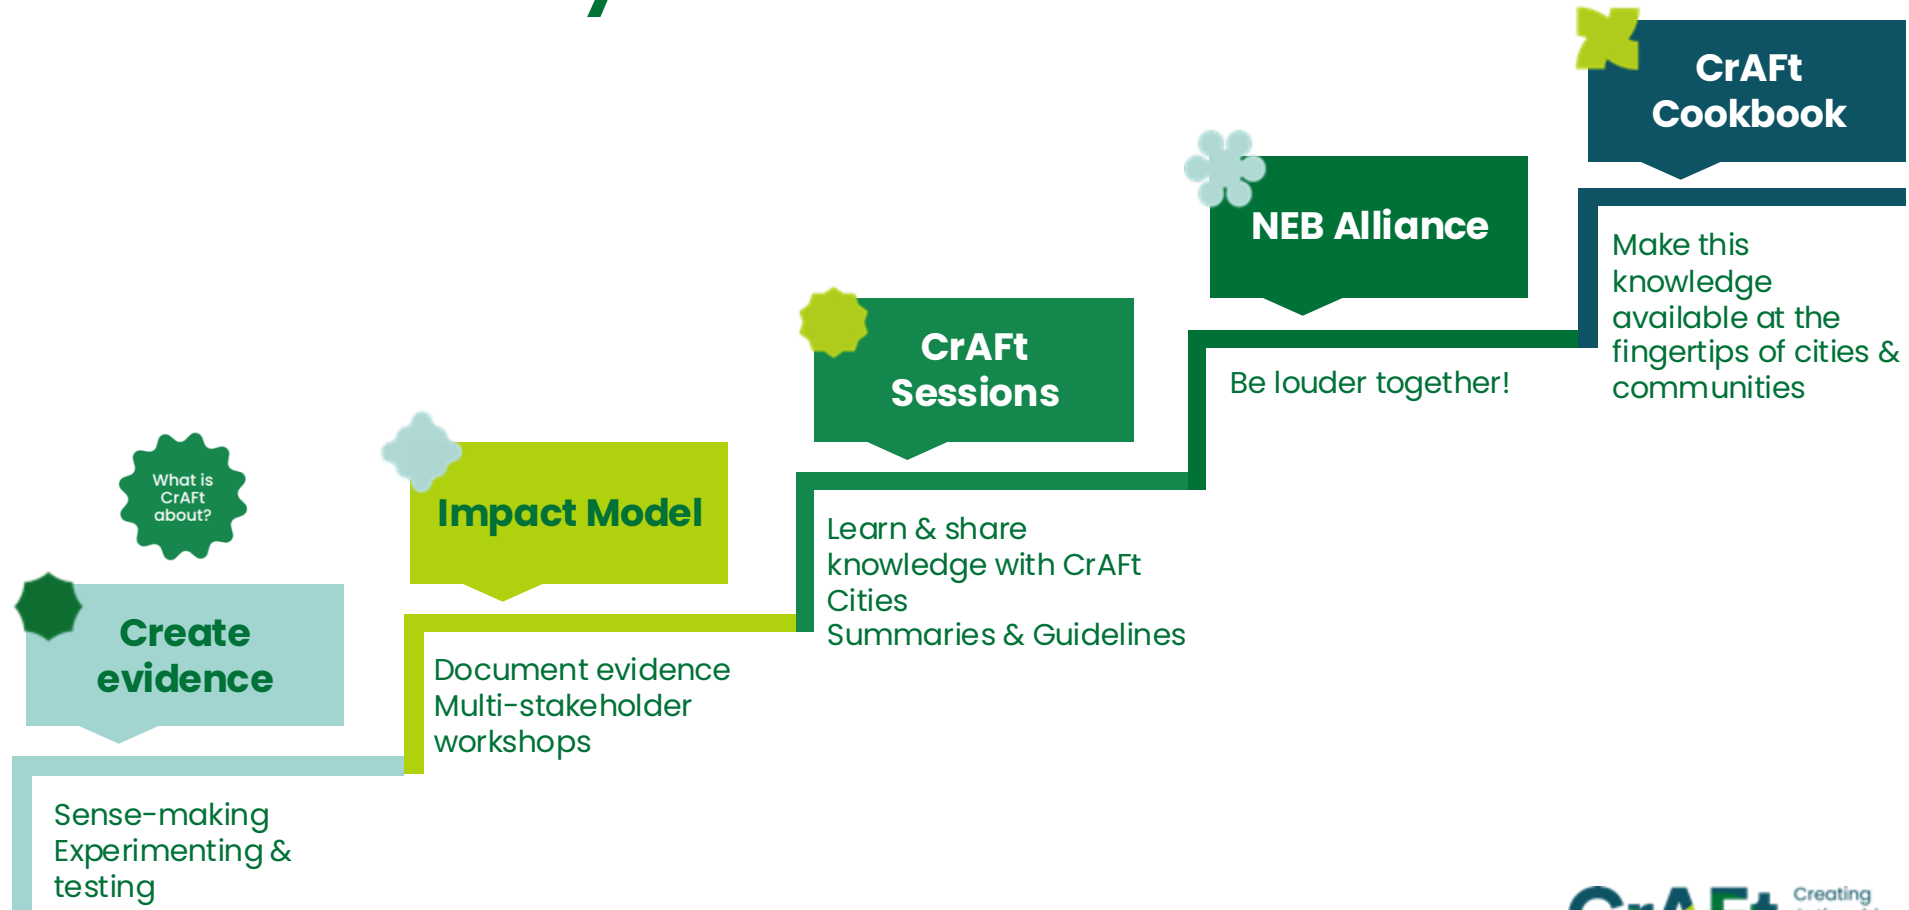 What is
CrAFt
about?
Create
evidence
Sense-making
Experimenting &
testing
Impact Model
Document evidence
Multi-stakeholder
workshops
CrAFt
Sessions
Learn & share
knowledge with CrAFt
Cities
Summaries & Guidelines
NEB Alliance
Be louder together!
CrAFt
Cookbook
Make this
knowledge
available at the
fingertips of cities &
communities
CrAFt
Creating